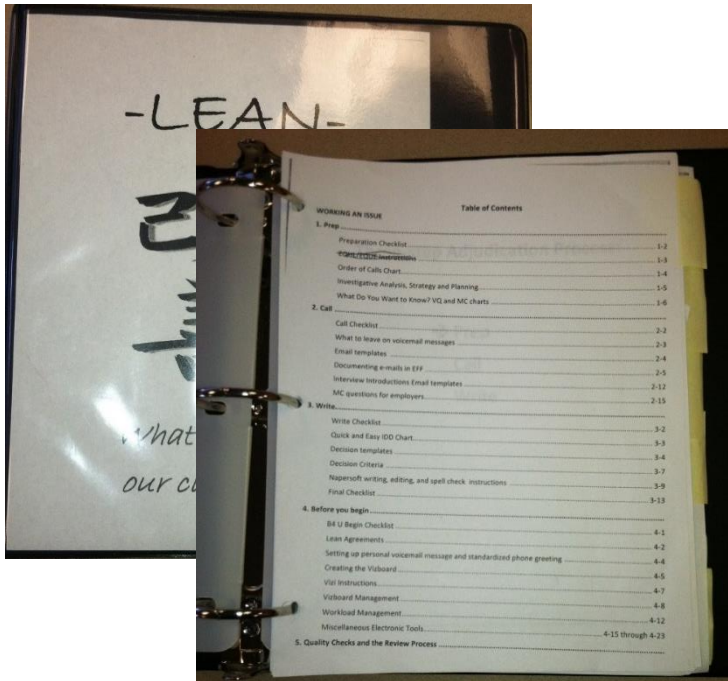 -LEAN-
What
our cu
Table of Contents
WORKING AN ISSUE
1. Prep
Preparation Checklist 1-2
Instructions 1-3
Order of Calls Chart 1-4
Investigative Analysis, Strategy and Planning 1-5
What Do You Want to Know? VQ and MC charts 1-6
2. Call
Call Checklist 2-2
What to leave on voicemail messages 2-3
Email templates 2-4
Documenting e-mails in EFF 2-5
Interview Introductions Email templates 2-12
MC questions for employers 2-15
3. Write
Write Checklist 3-2
Quick and Easy IDD Chart 3-3
Decision templates 3-4
Decision Criteria 3-7
Napersoft writing, editing, and spell check instructions 3-9
Final Checklist 3-13
4. Before you begin
B4 U Begin Checklist 4-1
Lean Agreements 4-2
Setting up personal voicemail message and standardized phone greeting 4-4
Creating the Vizboard 4-5
Vizi Instructions 4-7
Vizboard Management 4-8
Workload Management 4-12
Miscellaneous Electronic Tools 4-15 through 4-23
5. Quality Checks and the Review Process